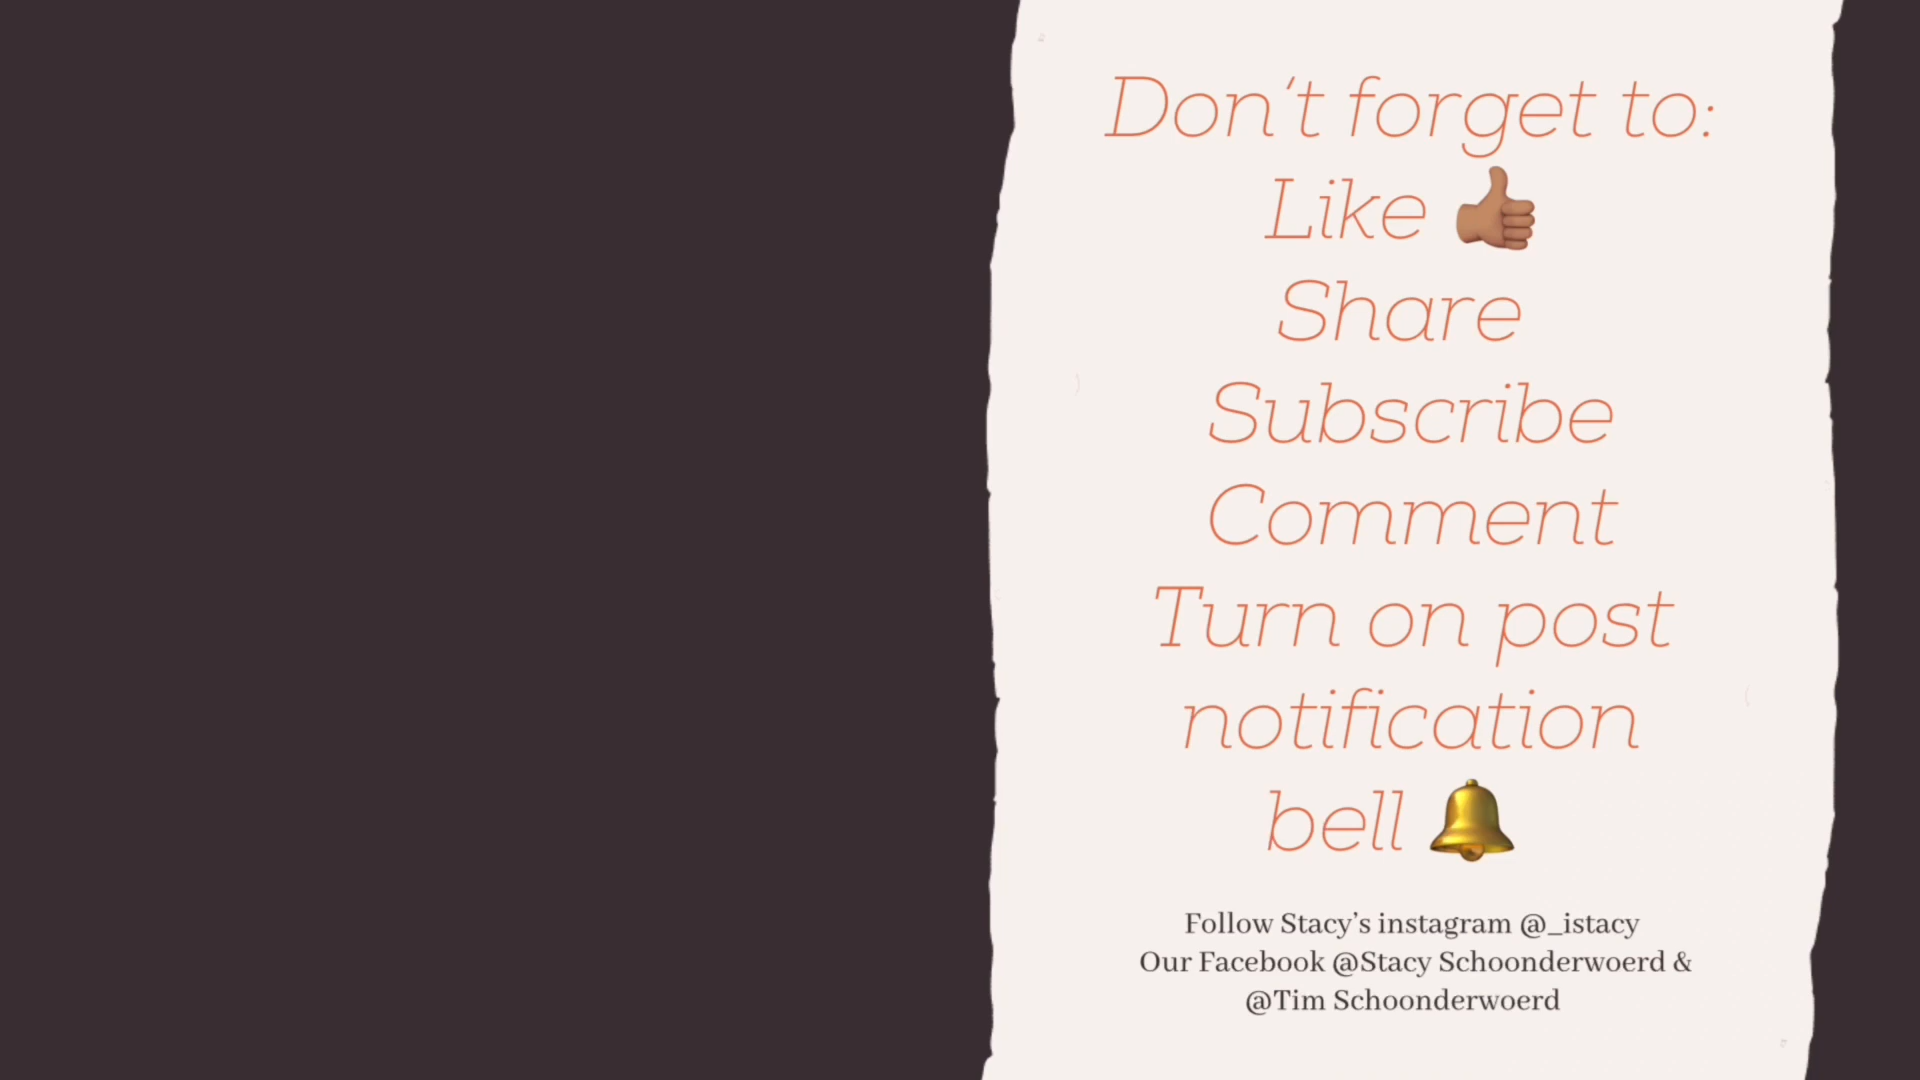 Don't forget to:
Like 👍🏽
Share
Subscribe
Comment
Turn on post
notification
bell 🔔
Follow Stacy’s instagram @_istacy
Our Facebook @Stacy Schoonderwoerd &
@Tim Schoonderwoerd